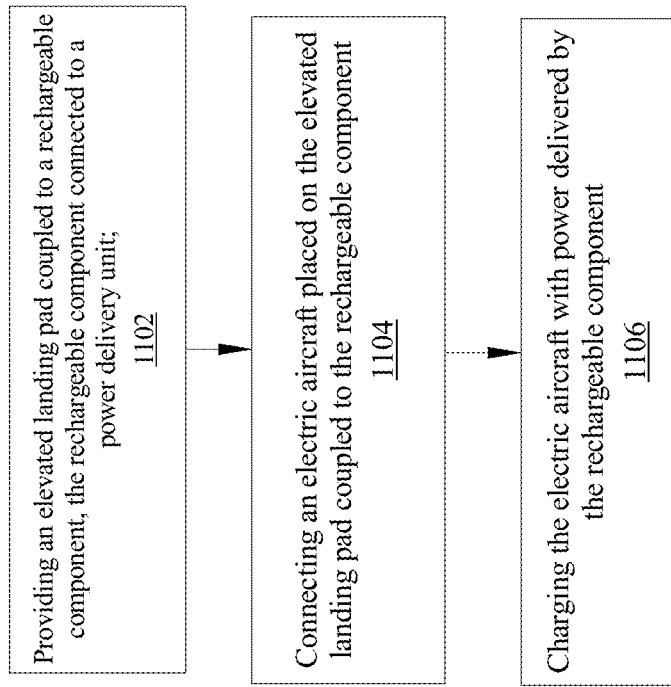 Providing an elevated landing pad coupled to a rechargeable
component, the rechargeable component connected to a
power delivery unit;
1102
Connecting an electric aircraft placed on the elevated
landing pad coupled to the rechargeable component
1104
Charging the electric aircraft with power delivered by
the rechargeable component
1106